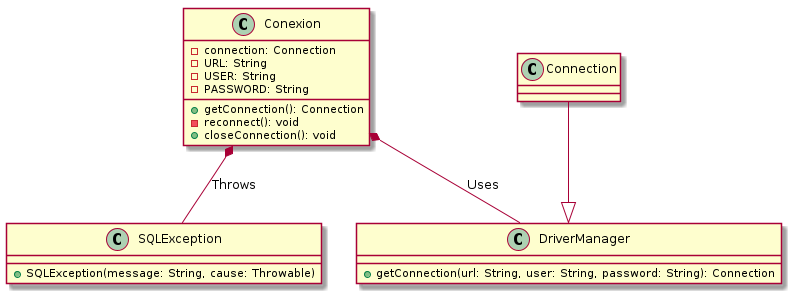 C Conexion
connection: Connection
URL: String
USER: String
PASSWORD: String
getConnection(): Connection
reconnect(): void
closeConnection(): void
C Connection
Throws
Uses
C SQLException
SQLException(message: String, cause: Throwable)
C DriverManager
getConnection(url: String, user: String, password: String): Connection